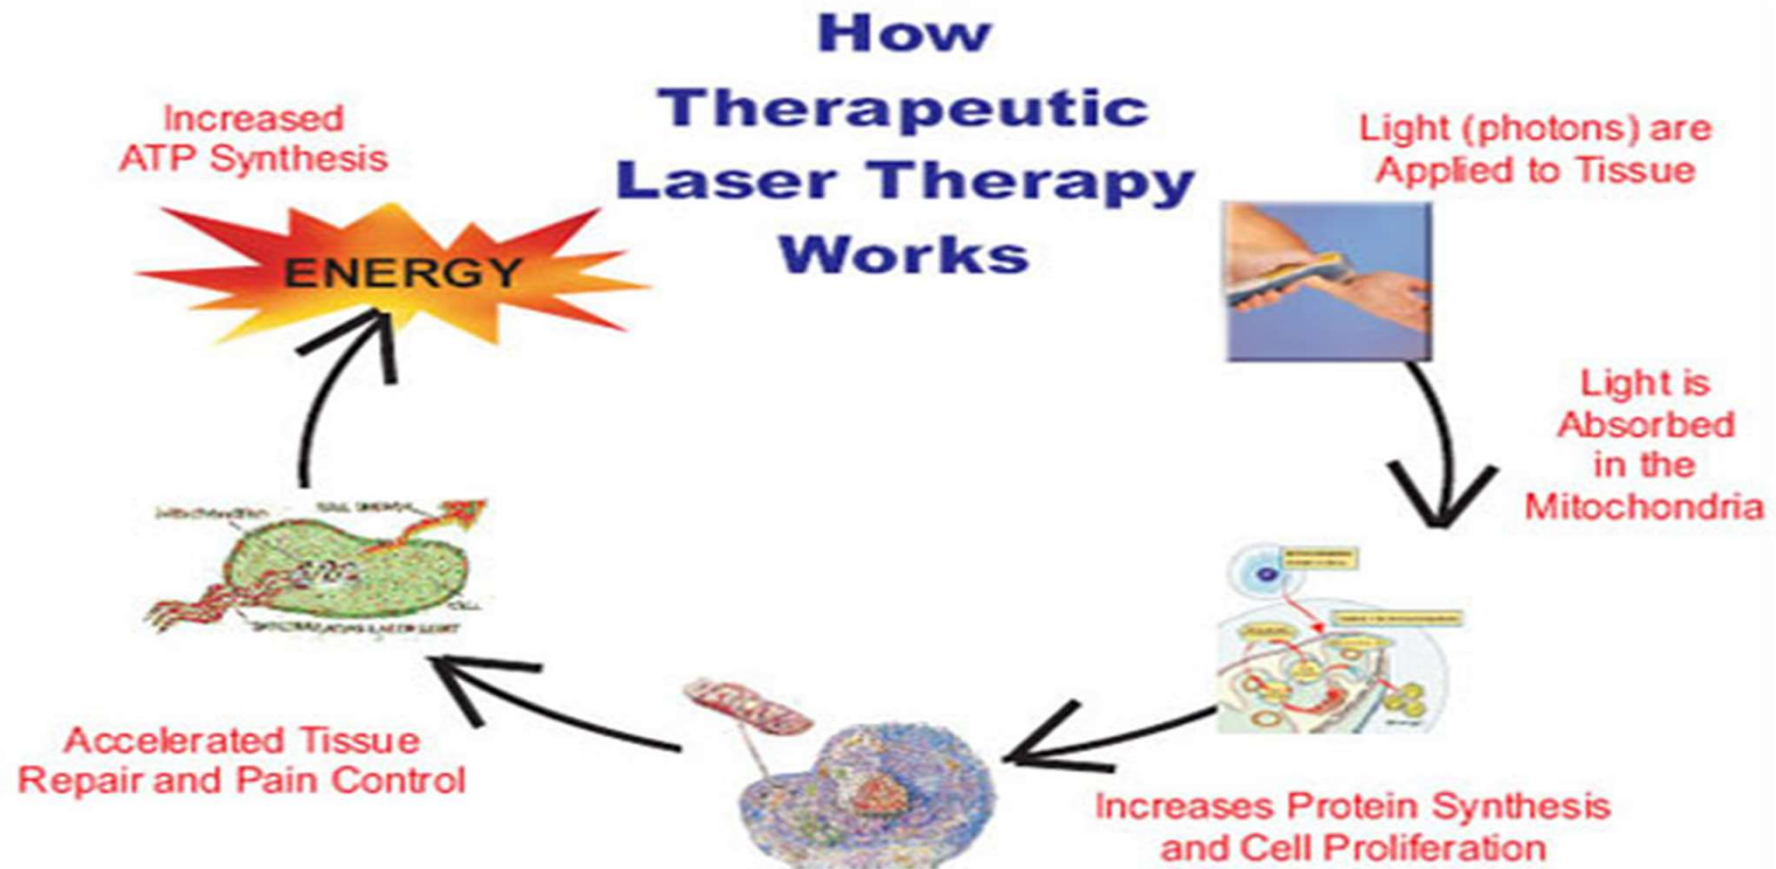 How
Therapeutic
Laser Therapy
Works
Increased
ATP Synthesis
ENERGY
Light (photons) are
Applied to Tissue
Light is
Absorbed
in the
Mitochondria
Increases Protein Synthesis
and Cell Proliferation
Accelerated Tissue
Repair and Pain Control